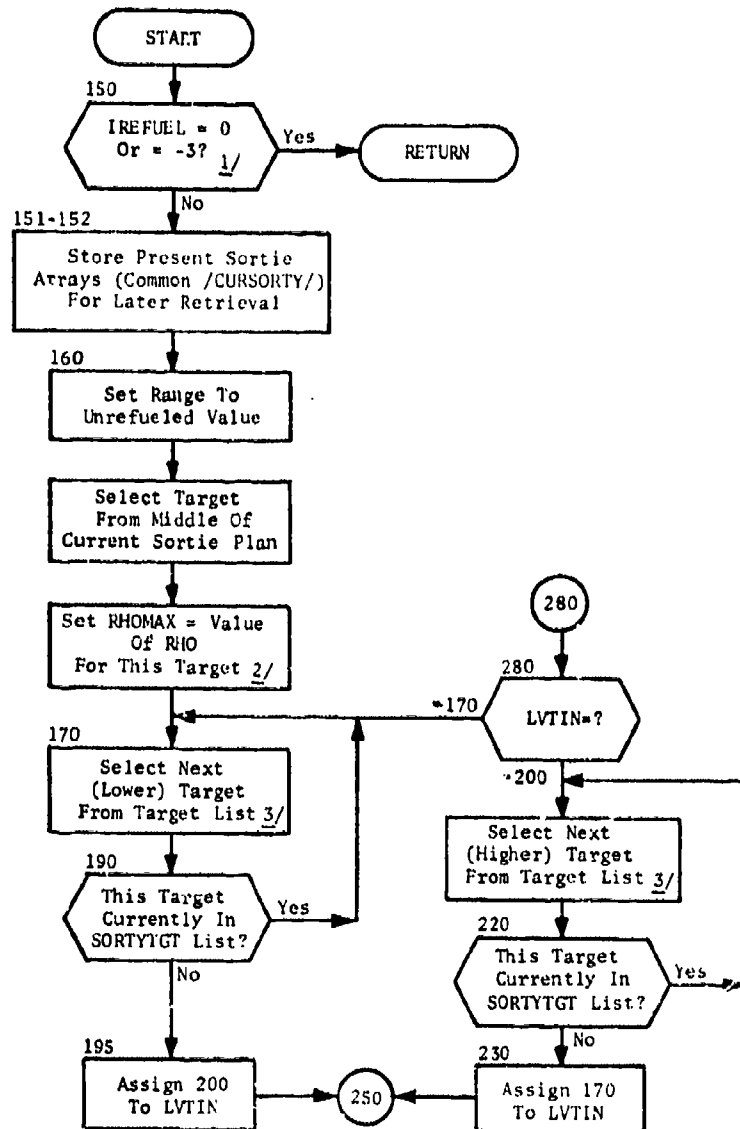 START
150
IREFUEL = 0
Or = -3? 1/
Yes
RETURN
No
151-152
Store Present Sortie
Arrays (Common /CURSORTY/)
For Later Retrieval
160
Set Range To
Unrefueled Value
Select Target
From Middle Of
Current Sortie Plan
Set RHOMAX = Value
Of RHO
For This Target 2/
170
Select Next
(Lower) Target
From Target List 3/
190
This Target
Currently In
SORTYTGT List?
Yes
No
195
Assign 200
To LVTIN
250
280
280
LVTIN=?
=170
=200
Select Next
(Higher) Target
From Target List 3/
220
This Target
Currently In
SORTYTGT List?
Yes
No
230
Assign 170
To LVTIN